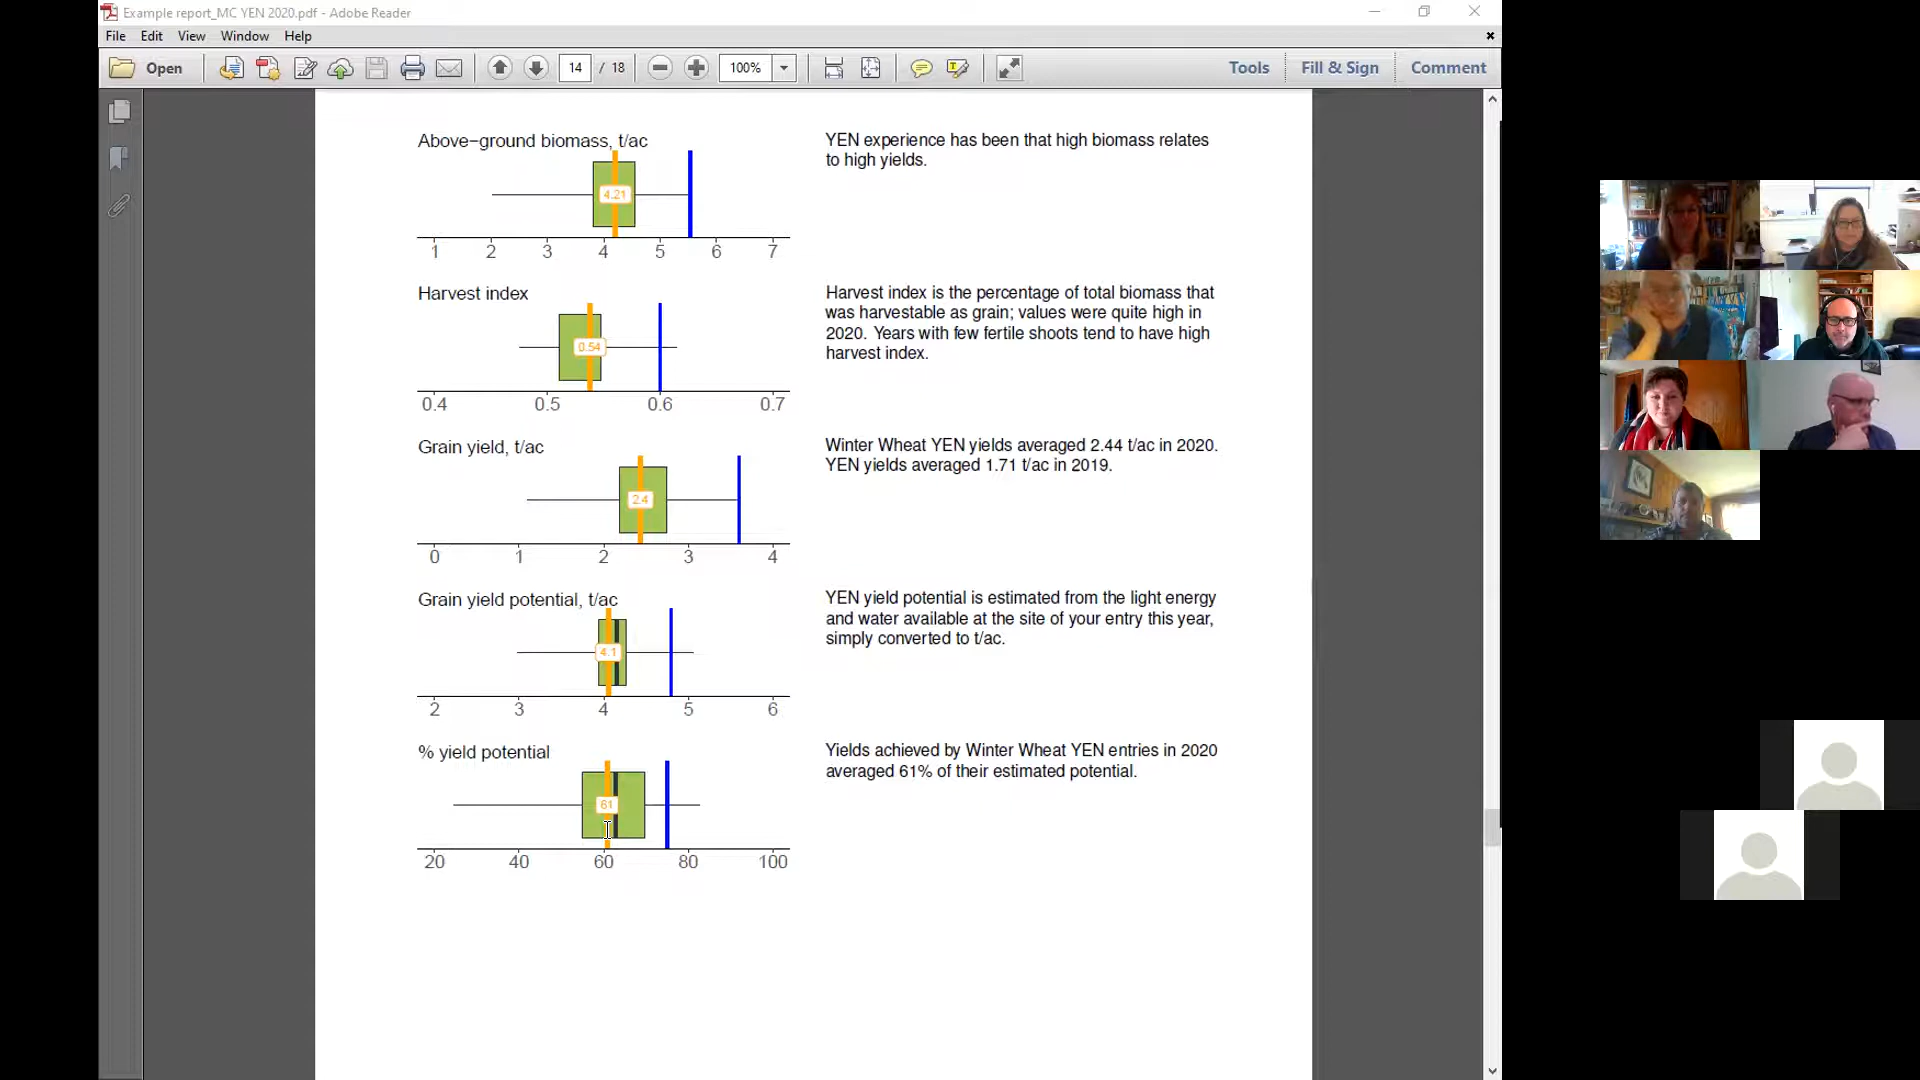 Example report_MC YEN 2020.pdf - Adobe Reader
File Edit View Window Help
Open 14 / 18 100% Tools Fill & Sign Comment
Above-ground biomass, t/ac
4.21
1 2 3 4 5 6 7
YEN experience has been that high biomass relates
to high yields.
Harvest index
0.54
0.4 0.5 0.6 0.7
Harvest index is the percentage of total biomass that
was harvestable as grain; values were quite high in
2020. Years with few fertile shoots tend to have high
harvest index.
Grain yield, t/ac
2.4
0 1 2 3 4
Winter Wheat YEN yields averaged 2.44 t/ac in 2020.
YEN yields averaged 1.71 t/ac in 2019.
Grain yield potential, t/ac
4.1
2 3 4 5 6
YEN yield potential is estimated from the light energy
and water available at the site of your entry this year,
simply converted to t/ac.
% yield potential
61
20 40 60 80 100
Yields achieved by Winter Wheat YEN entries in 2020
averaged 61% of their estimated potential.